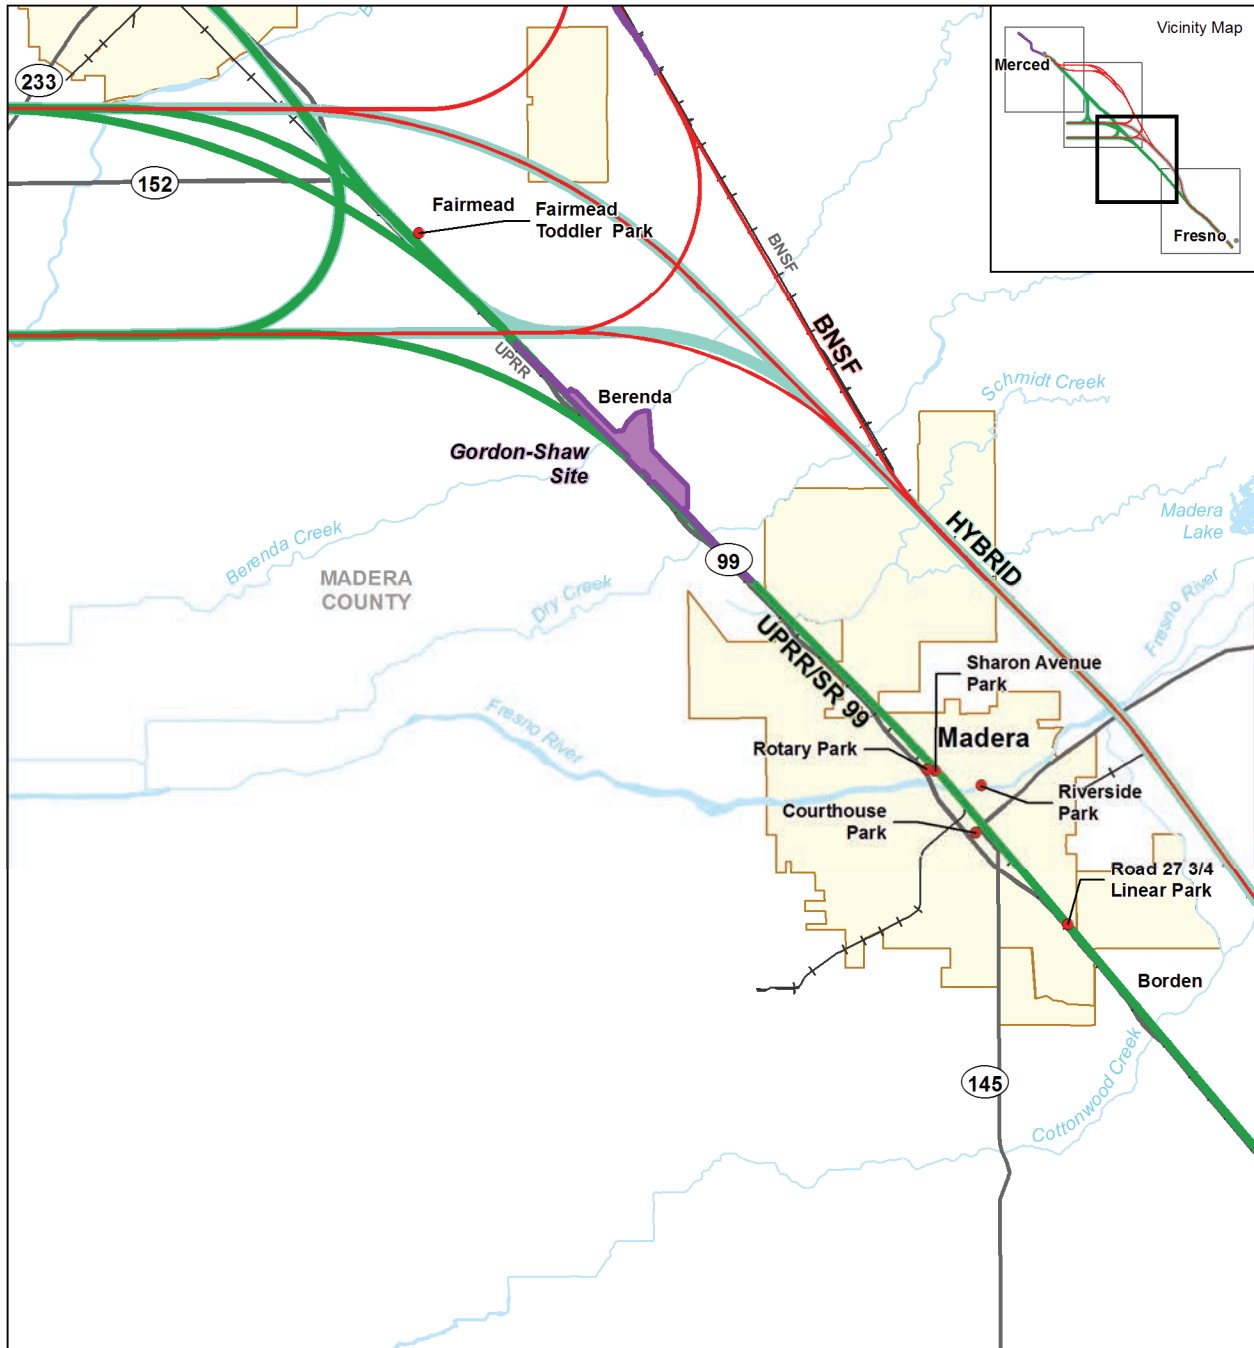 Vicinity Map
Merced
Fresno
233
152
Fairmead
Fairmead
Toddler Park
BNSF
BNSF
UPRR
Berenda
Gordon-Shaw
Site
Schmidt Creek
Madera
Lake
HYBRID
Berenda Creek
MADERA
COUNTY
Dry Creek
99
Fresno River
UPRR/SR 99
Sharon Avenue
Park
Fresno River
Madera
Rotary Park
Riverside
Park
Courthouse
Park
Road 27 3/4
Linear Park
Borden
145
Cottonwood Creek